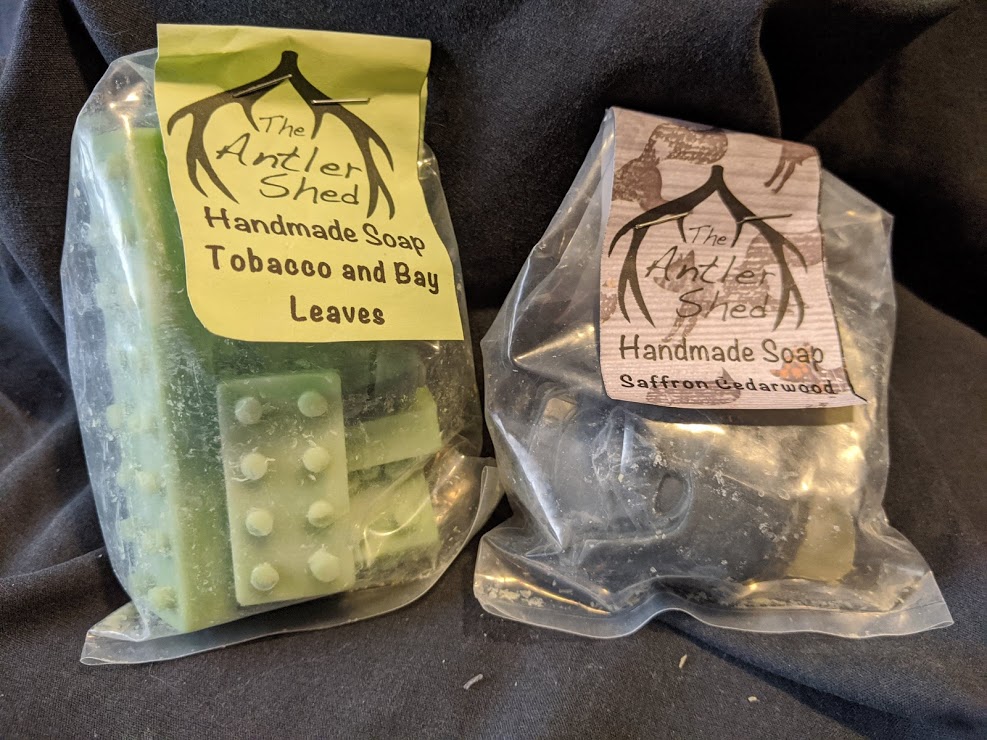 The
Antler
Shed
Handmade Soap
Tobacco and Bay
Leaves
The
Antler
Shed
Handmade Soap
Saffron Cedarwood